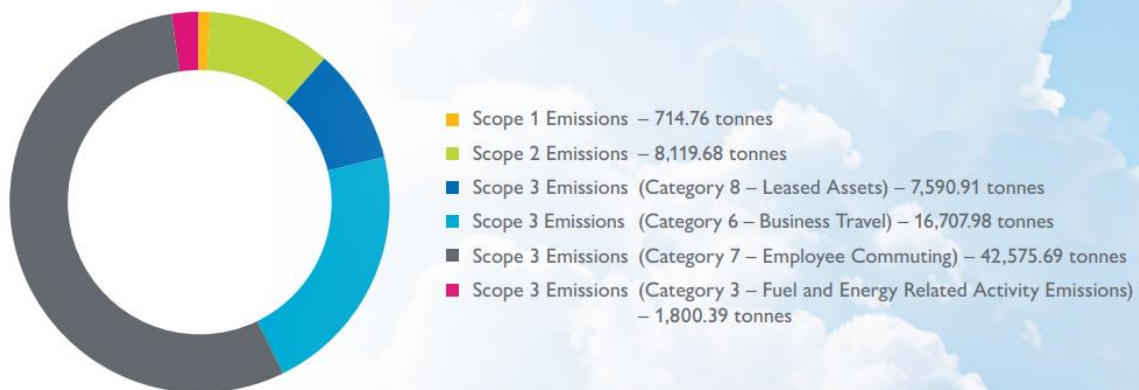 Scope 1 Emissions – 714.76 tonnes
Scope 2 Emissions – 8,119.68 tonnes
Scope 3 Emissions (Category 8 – Leased Assets) – 7,590.91 tonnes
Scope 3 Emissions (Category 6 – Business Travel) – 16,707.98 tonnes
Scope 3 Emissions (Category 7 – Employee Commuting) – 42,575.69 tonnes
Scope 3 Emissions (Category 3 – Fuel and Energy Related Activity Emissions)
– 1,800.39 tonnes